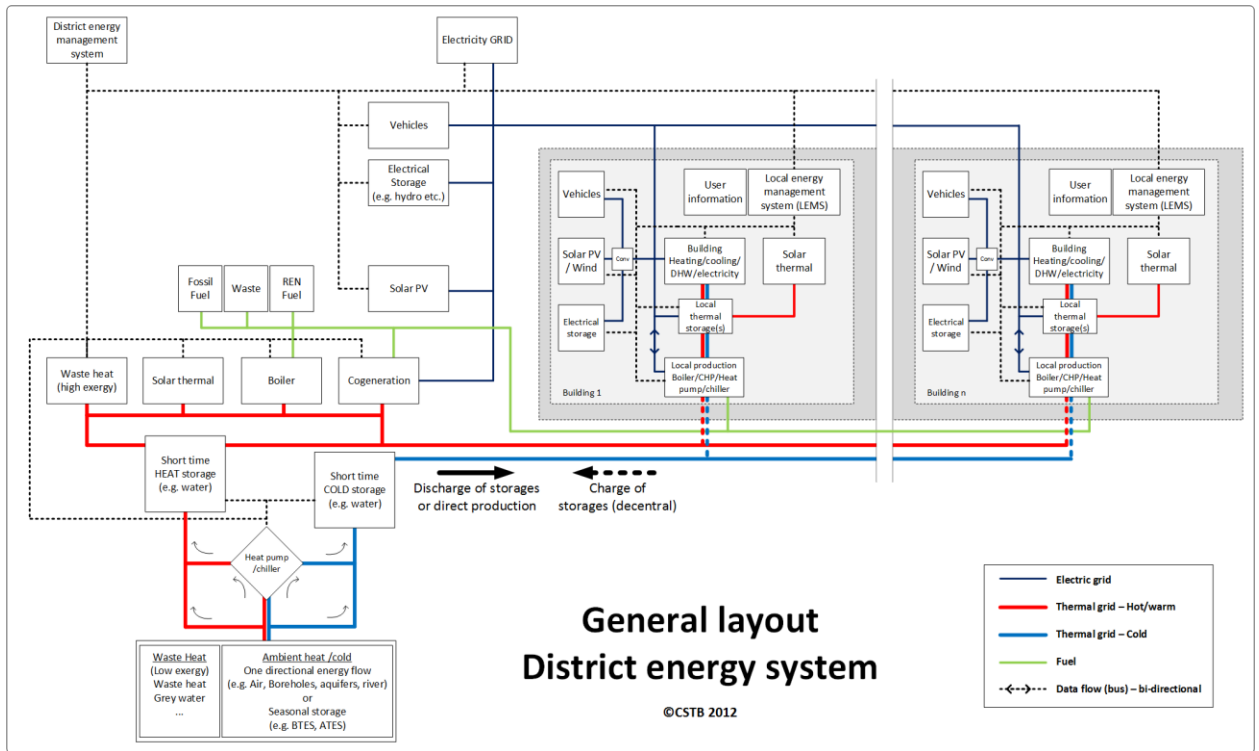 District energy
management
system
Electricity GRID
Vehicles
Electrical
Storage
(e.g. hydro etc.)
Solar PV
Fossil
Fuel
Waste
REN
Fuel
Waste heat
(high exergy)
Solar thermal
Boiler
Cogeneration
Short time
HEAT storage
(e.g. water)
Short time
COLD storage
(e.g. water)
Heat pump
/chiller
Waste Heat
(Low exergy)
Waste heat
Grey water
...
Ambient heat /cold
One directional energy flow
(e.g. Air, Boreholes, aquifers, river)
or
Seasonal storage
(e.g. BTES, ATES)
Discharge of storages
or direct production
Charge of
storages (decentral)
Vehicles
User
information
Local energy
management
system (LEMS)
Solar PV
/ Wind
Conv
Building
Heating/cooling/
DHW/electricity
Solar
thermal
Electrical
storage
Local
thermal
storage(s)
Local production
Boiler/CHP/Heat
pump/chiller
Building 1
Vehicles
User
information
Local energy
management
system (LEMS)
Solar PV
/ Wind
Conv
Building
Heating/cooling/
DHW/electricity
Solar
thermal
Electrical
storage
Local
thermal
storage(s)
Local production
Boiler/CHP/Heat
pump/chiller
Building n
General layout
District energy system
©CSTB 2012
Electric grid
Thermal grid – Hot/warm
Thermal grid – Cold
Fuel
Data flow (bus) – bi-directional